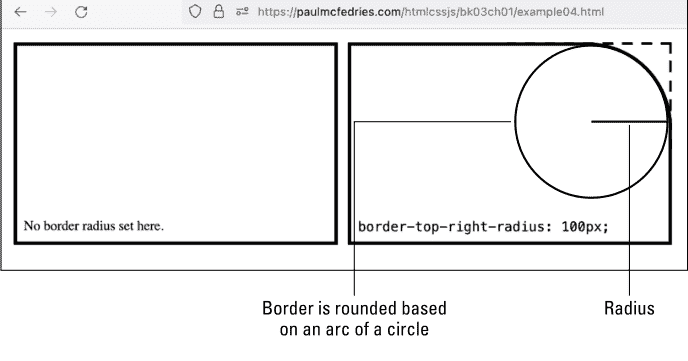 https://paulmcfedries.com/htmlcssjs/bk03ch01/example04.html
No border radius set here.
border-top-right-radius: 100px;
Border is rounded based
on an arc of a circle
Radius